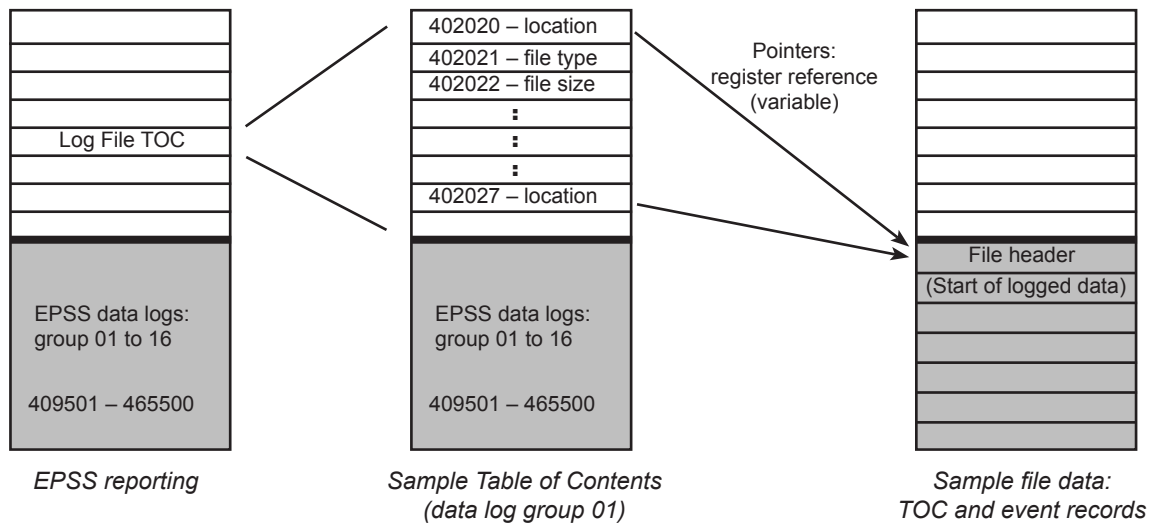 Log File TOC
EPSS data logs:
group 01 to 16
409501 – 465500
EPSS reporting
402020 – location
402021 – file type
402022 – file size
:
:
:
402027 – location
EPSS data logs:
group 01 to 16
409501 – 465500
Sample Table of Contents
(data log group 01)
Pointers:
register reference
(variable)
File header
(Start of logged data)
Sample file data:
TOC and event records